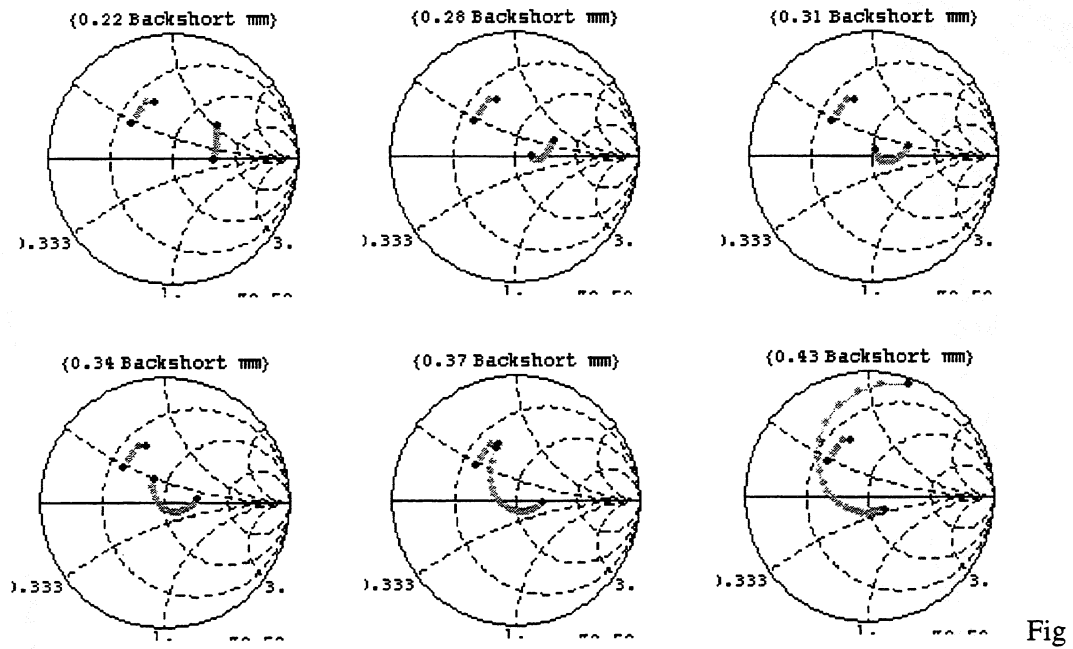 {0.22 Backshort mm}
{0.28 Backshort mm}
{0.31 Backshort mm}
).333
3.
1.
).333
3.
1.
).333
3.
1.
{0.34 Backshort mm}
{0.37 Backshort mm}
{0.43 Backshort mm}
).333
3.
1.
).333
3.
1.
).333
3.
1.
Fig